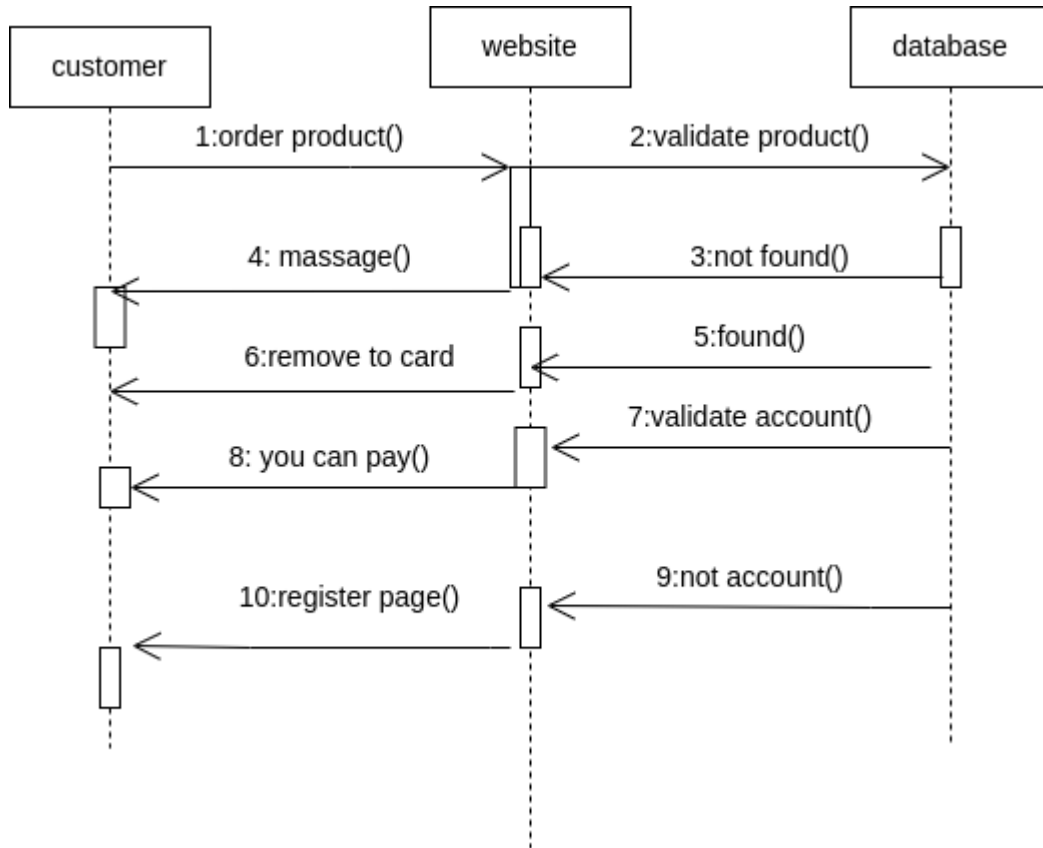 customer
website
database
1:order product()
2:validate product()
4: massage()
3:not found()
6:remove to card
5:found()
7:validate account()
8: you can pay()
9:not account()
10:register page()